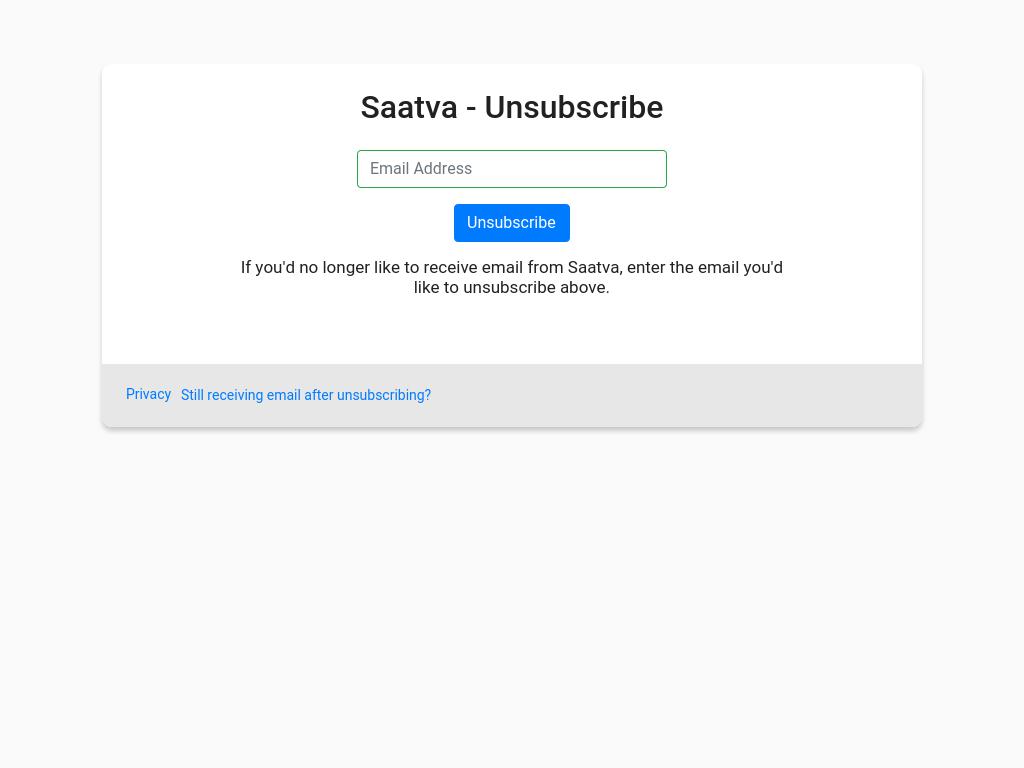 Saatva - Unsubscribe
Email Address
Unsubscribe
If you'd no longer like to receive email from Saatva, enter the email you'd
like to unsubscribe above.
Privacy Still receiving email after unsubscribing?